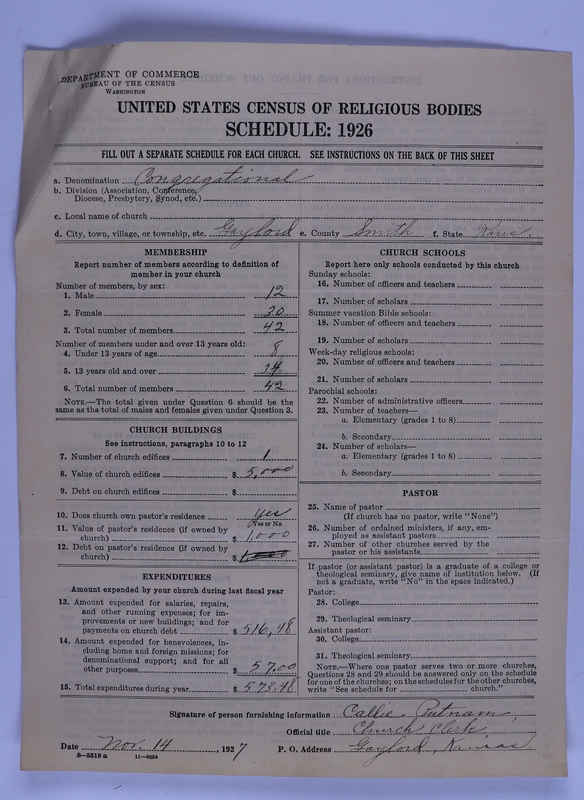 DEPARTMENT OF COMMERCE
BUREAU OF THE CENSUS
WASHINGTON
UNITED STATES CENSUS OF RELIGIOUS BODIES
SCHEDULE: 1926
FILL OUT A SEPARATE SCHEDULE FOR EACH CHURCH. SEE INSTRUCTIONS ON THE BACK OF THIS SHEET
a. Denomination Congregational
b. Division (Association, Conference,
Diocese, Presbytery, Synod, etc.)
c. Local name of church
d. City, town, village, or township, etc. Gaylord e. County Smith f. State Kans.
MEMBERSHIP
Report number of members according to definition of
member in your church
Number of members, by sex:
1. Male 12
2. Female 30
3. Total number of members 42
Number of members under and over 13 years old:
4. Under 13 years of age 8
5. 13 years old and over 34
6. Total number of members 42
NOTE.—The total given under Question 6 should be the
same as the total of males and females given under Question 3.
CHURCH BUILDINGS
See instructions, paragraphs 10 to 12
7. Number of church edifices 1
8. Value of church edifices $ 5,000
9. Debt on church edifices $
10. Does church own pastor's residence Yes
Yes or No
11. Value of pastor's residence (if owned by
church) $ 1,000
12. Debt on pastor's residence (if owned by
church) $ 1,000
EXPENDITURES
Amount expended by your church during last fiscal year
13. Amount expended for salaries, repairs,
and other running expenses; for im-
provements or new buildings; and for
payments on church debt $ 516,48
14. Amount expended for benevolences, in-
cluding home and foreign missions; for
denominational support; and for all
other purposes $ 57.00
15. Total expenditures during year $ 573.48
CHURCH SCHOOLS
Report here only schools conducted by this church
Sunday schools:
16. Number of officers and teachers
17. Number of scholars
Summer vacation Bible schools:
18. Number of officers and teachers
19. Number of scholars
Week-day religious schools:
20. Number of officers and teachers
21. Number of scholars
Parochial schools:
22. Number of administrative officers
23. Number of teachers—
a. Elementary (grades 1 to 8)
b. Secondary
24. Number of scholars—
a. Elementary (grades 1 to 8)
b. Secondary
PASTOR
25. Name of pastor
(If church has no pastor, write "None")
26. Number of ordained ministers, if any, em-
ployed as assistant pastors
27. Number of other churches served by the
pastor or his assistants
If pastor (or assistant pastor) is a graduate of a college or
theological seminary, give name of institution below. (If
not a graduate, write "No" in the space indicated.)
Pastor:
28. College
29. Theological seminary
Assistant pastor:
30. College
31. Theological seminary
NOTE.—Where one pastor serves two or more churches,
Questions 28 and 29 should be answered only on the schedule
for one of the churches; on the schedules for the other churches,
write "See schedule for church."
Signature of person furnishing information Callie Putnam,
Official title Church Clerk
Date Nov. 14, 1927 P. O. Address Gaylord, Kansas
8—5518 a 11—9054